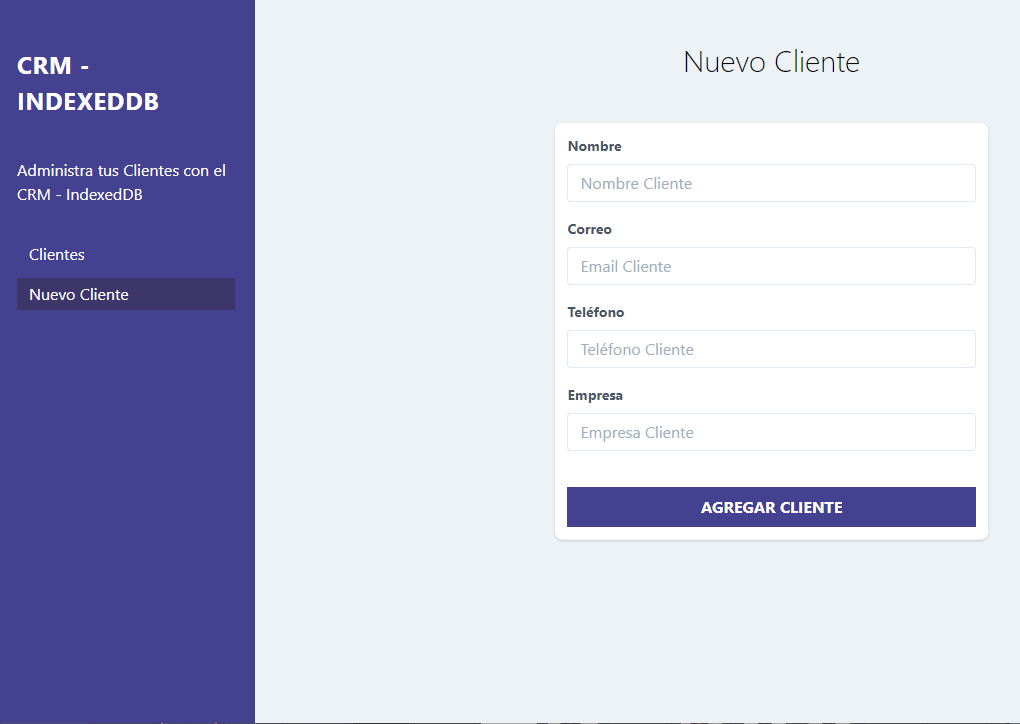 CRM -
INDEXEDDB
Administra tus Clientes con el
CRM - IndexedDB
Clientes
Nuevo Cliente
Nuevo Cliente
Nombre
Nombre Cliente
Correo
Email Cliente
Teléfono
Teléfono Cliente
Empresa
Empresa Cliente
AGREGAR CLIENTE